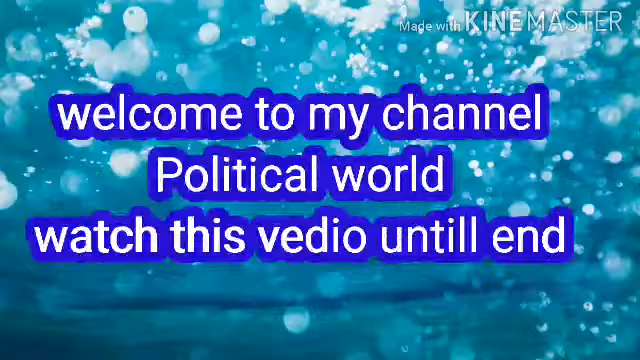 Made with KINEMASTER
welcome to my channel
Political world
watch this vedio untill end